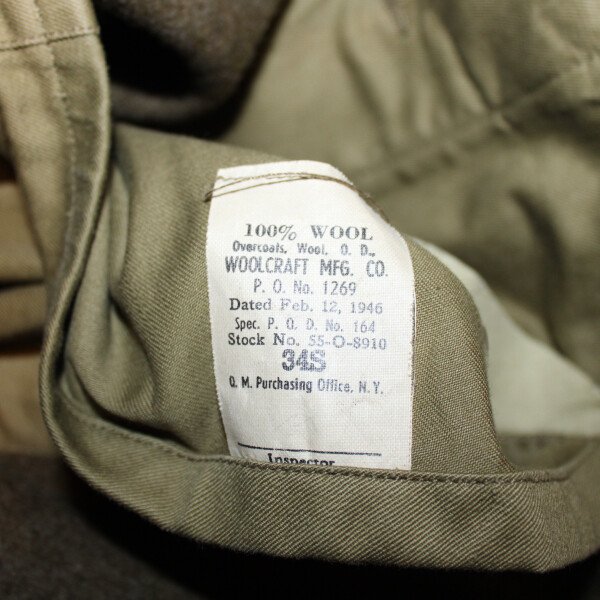 100% WOOL
Overcoats, Wool, O. D.,
WOOLCRAFT MFG. CO.
P. O. No. 1269
Dated Feb. 12, 1946
Spec. P. Q. D. No. 164
Stock No. 55-O-8910
34S
Q. M. Purchasing Office, N. Y.
Inspector